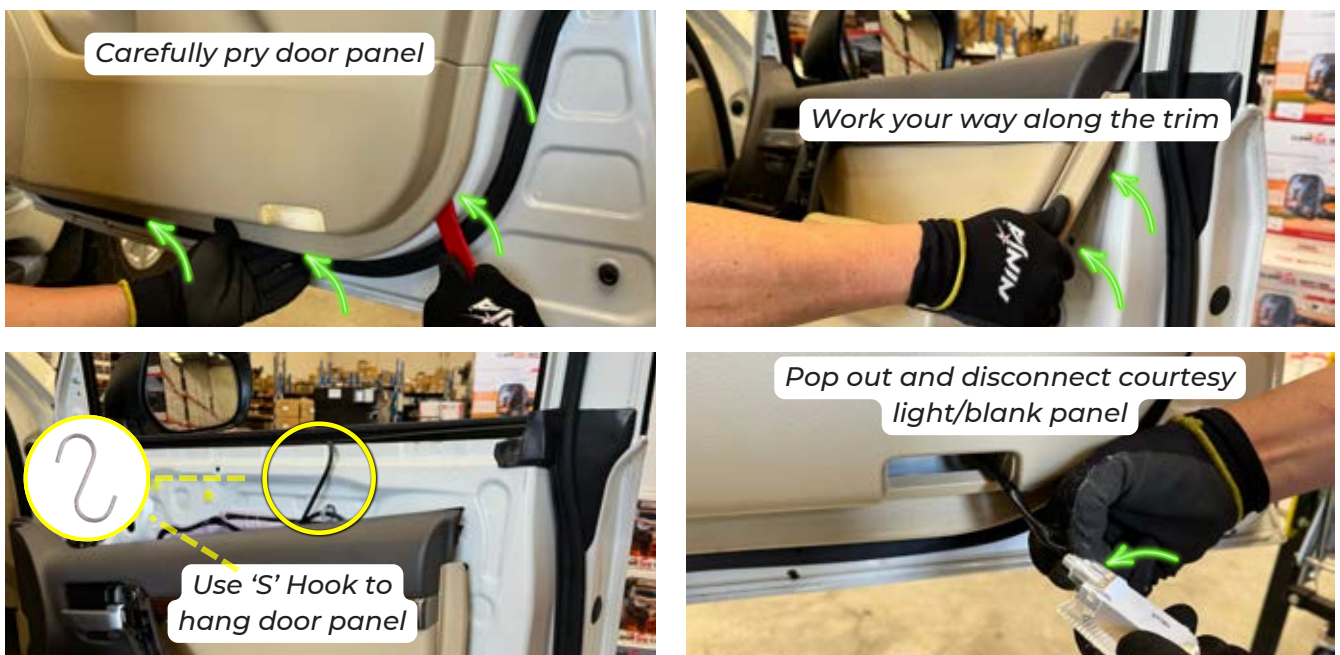 Carefully pry door panel
Work your way along the trim
NINJA
Use ‘S’ Hook to
hang door panel
Pop out and disconnect courtesy
light/blank panel